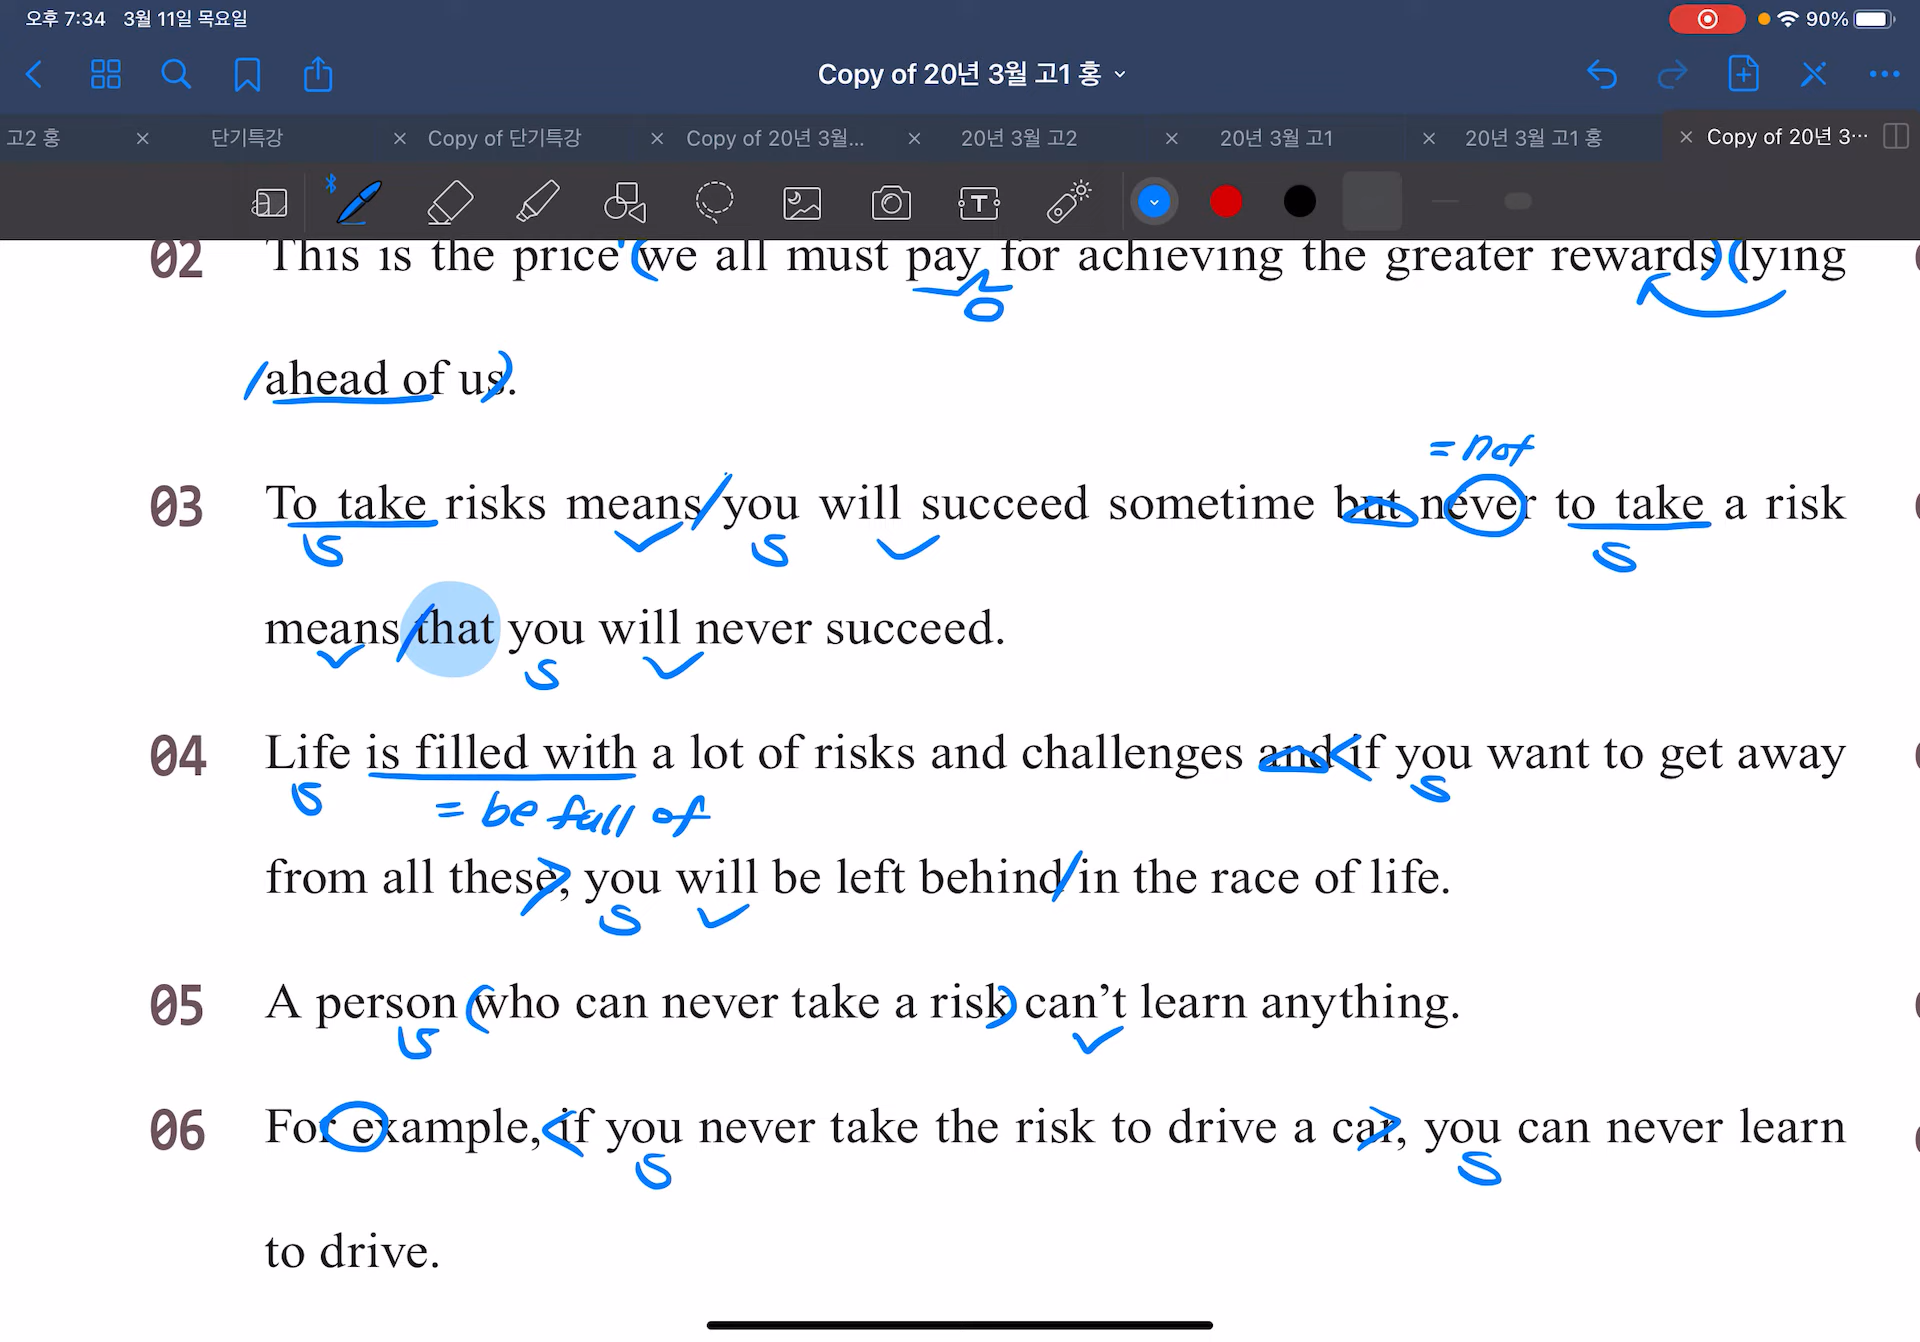 오후 7:34 3월 11일 목요일 90%
Copy of 20년 3월 고1 홍
고2 홍 단기특강 Copy of 단기특강 Copy of 20년 3월... 20년 3월 고2 20년 3월 고1 20년 3월 고1 홍 Copy of 20년 3...
02 This is the price we all must pay for achieving the greater rewards lying
O
ahead of us.
= not
03 To take risks means you will succeed sometime but never to take a risk
S S S
means that you will never succeed.
S
04 Life is filled with a lot of risks and challenges and if you want to get away
S = be full of S
from all these, you will be left behind in the race of life.
S
05 A person who can never take a risk can't learn anything.
S
06 For example, if you never take the risk to drive a car, you can never learn
S S
to drive.